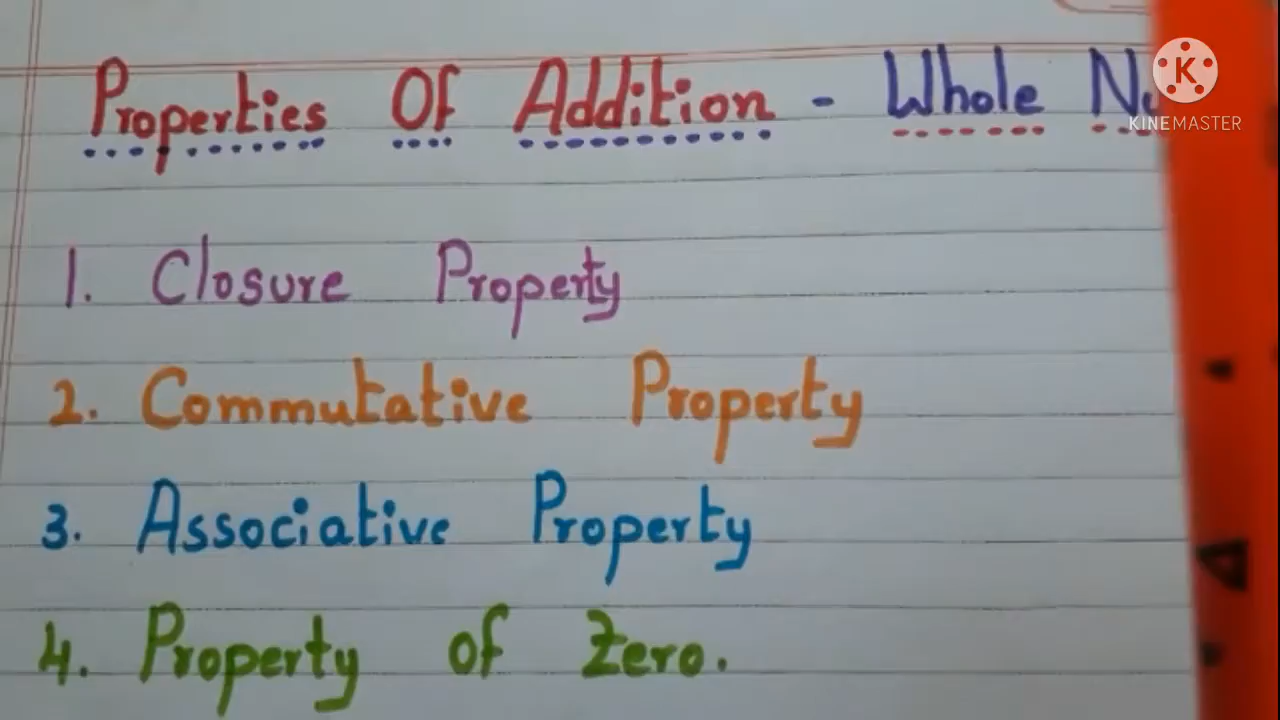 Properties Of Addition - Whole
K
KINEMASTER
1. Closure Property
2. Commutative Property
3. Associative Property
4. Property of Zero.